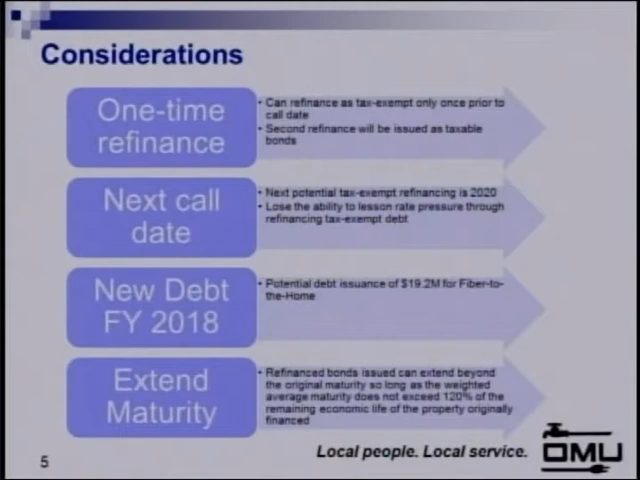 Considerations
One-time
refinance
• Can refinance as tax-exempt only once prior to
call date
• Second refinance will be issued as taxable
bonds
Next call
date
• Next potential tax-exempt refinancing is 2020
• Lose the ability to lesson rate pressure through
refinancing tax-exempt debt
New Debt
FY 2018
• Potential debt issuance of $19.2M for Fiber-to-
the-Home
Extend
Maturity
• Refinanced bonds issued can extend beyond
the original maturity so long as the weighted
average maturity does not exceed 120% of the
remaining economic life of the property originally
financed
5
Local people. Local service.
OMU